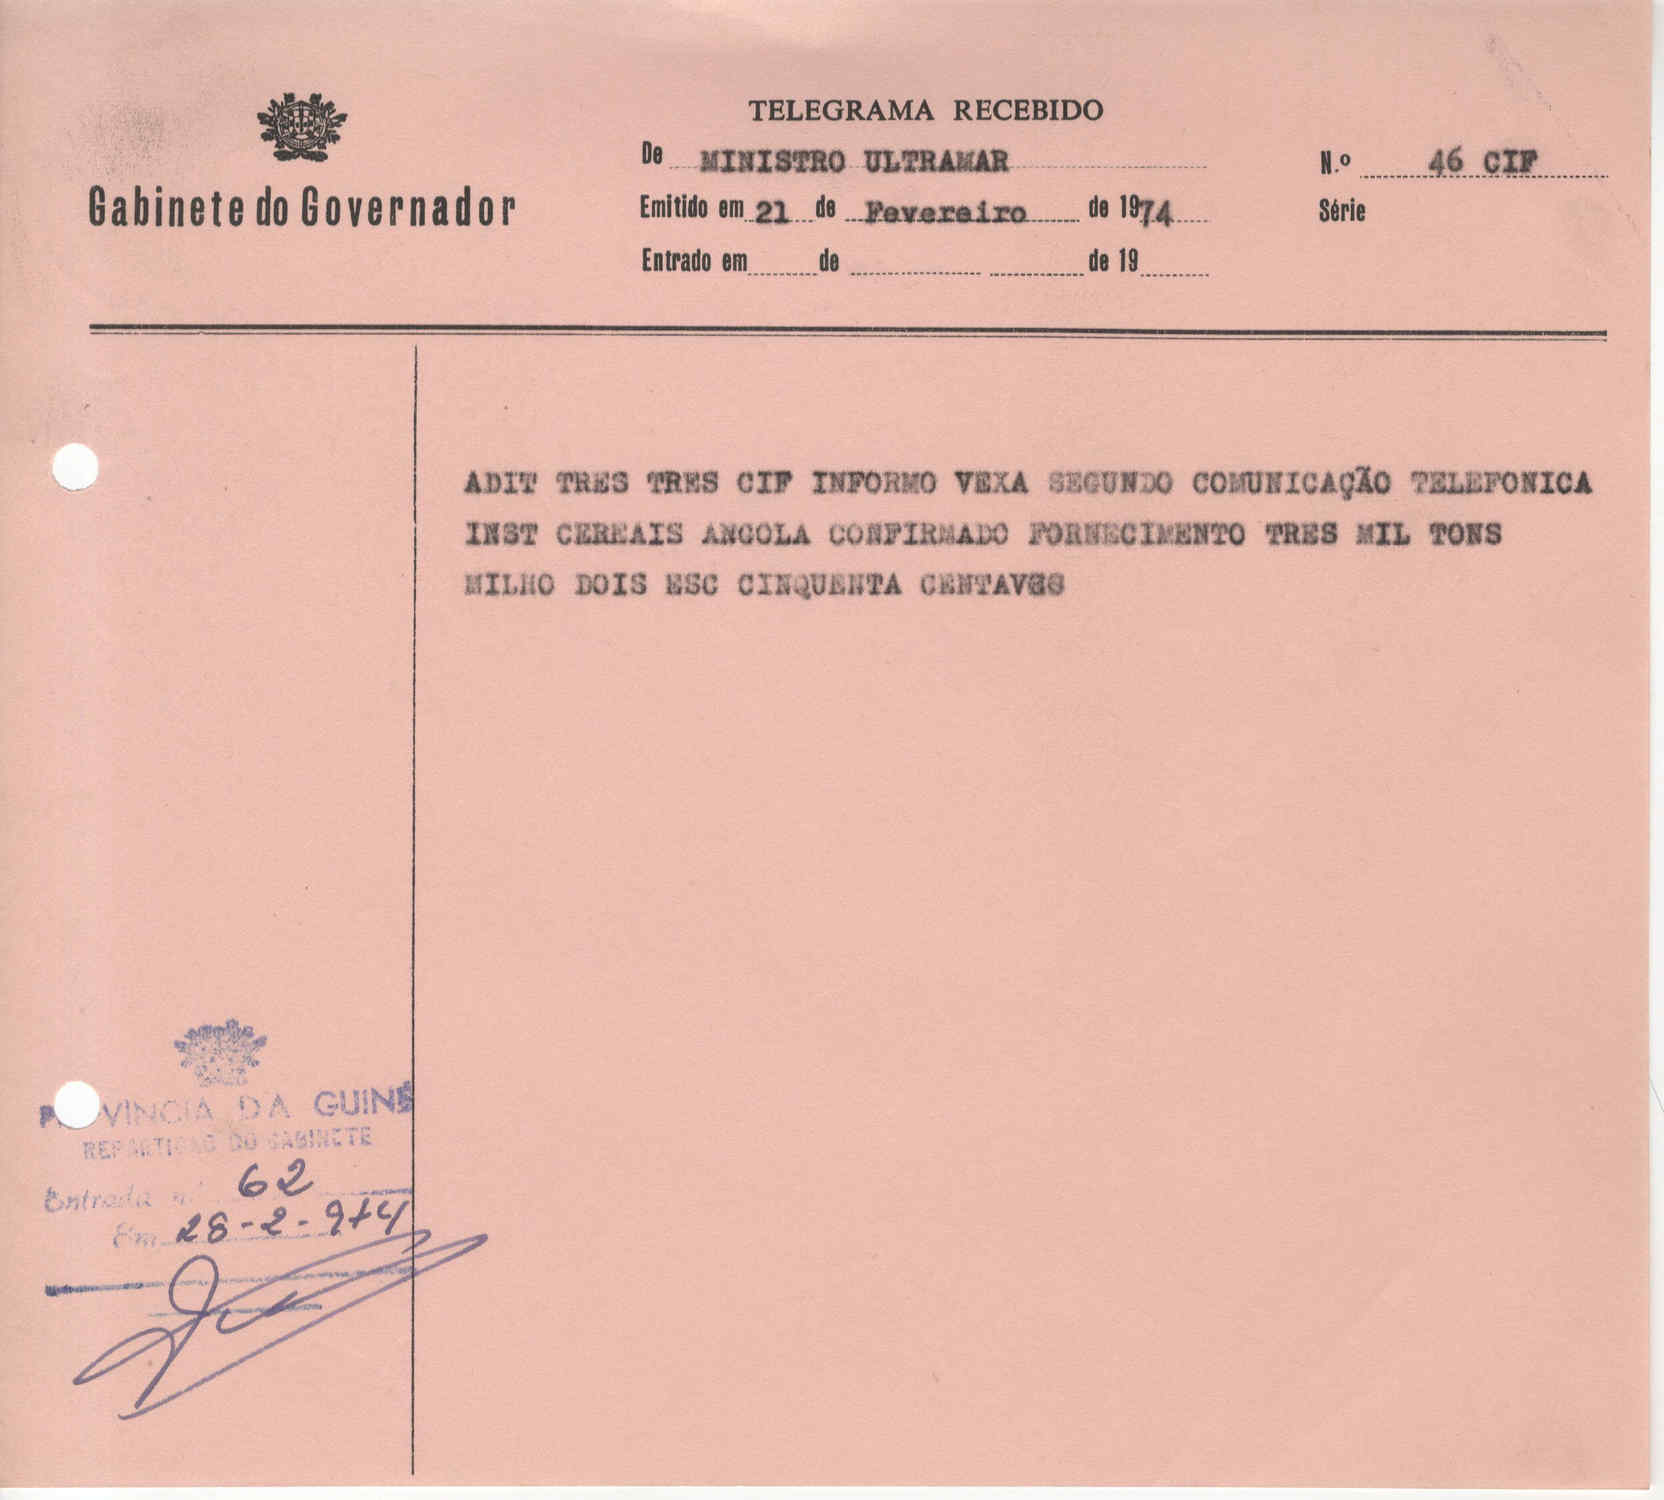 TELEGRAMA RECEBIDO
Gabinete do Governador
De MINISTRO ULTRAMAR
N.º 46 CIF
Emitido em 21 de Fevereiro de 1974
Série
Entrado em de de 19
ADIT TRES TRES CIF INFORMO VEXA SEGUNDO COMUNICAÇÃO TELEFONICA
INST CEREAIS ANGOLA CONFIRMADO FORNECIMENTO TRES MIL TONS
MILHO DOIS ESC CINQUENTA CENTAVOS
VINCIA DA GUINÉ
REPARTIÇÃO DO GABINETE
Entrada n.º 62
Em 28-2-974